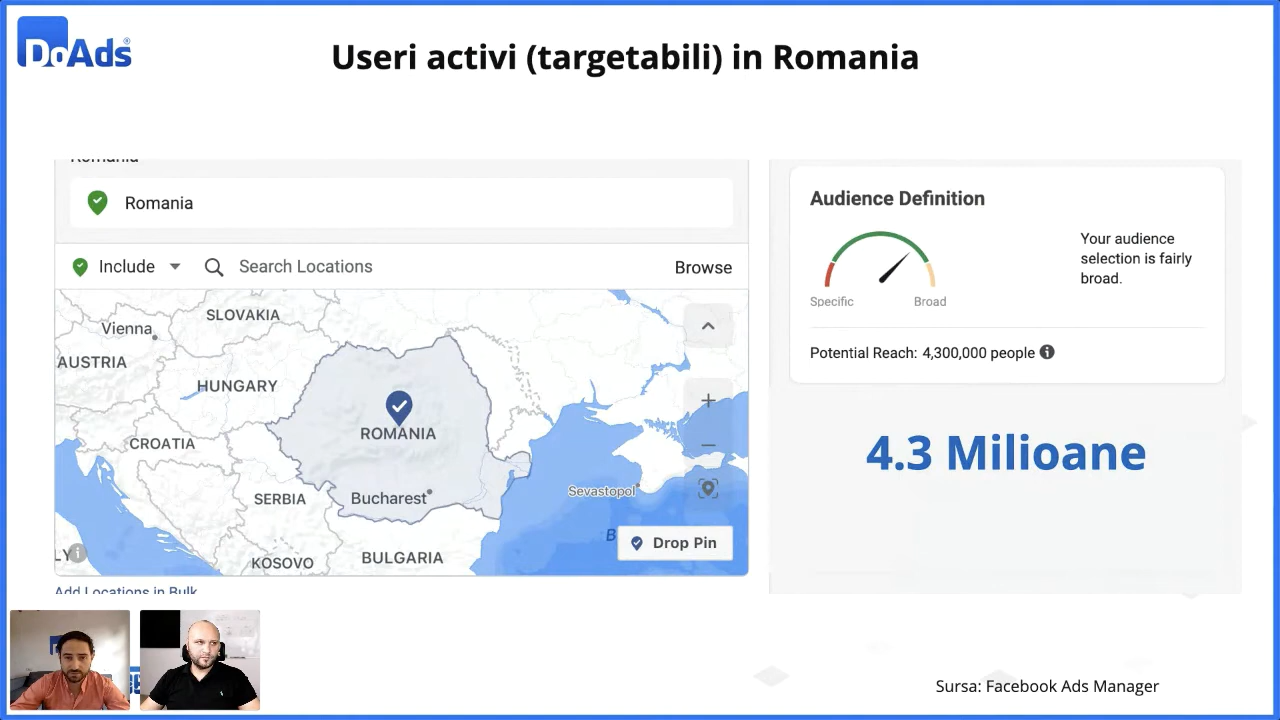 DoAds®
Useri activi (targetabili) in Romania
Romania
Romania
Include
Search Locations
Browse
SLOVAKIA
Vienna
AUSTRIA
HUNGARY
ROMANIA
CROATIA
SERBIA
Bucharest
Sevastopol
KOSOVO
BULGARIA
LY
B
Drop Pin
Add Locations in Bulk
Audience Definition
Specific
Broad
Your audience
selection is fairly
broad.
Potential Reach: 4,300,000 people
4.3 Milioane
Sursa: Facebook Ads Manager